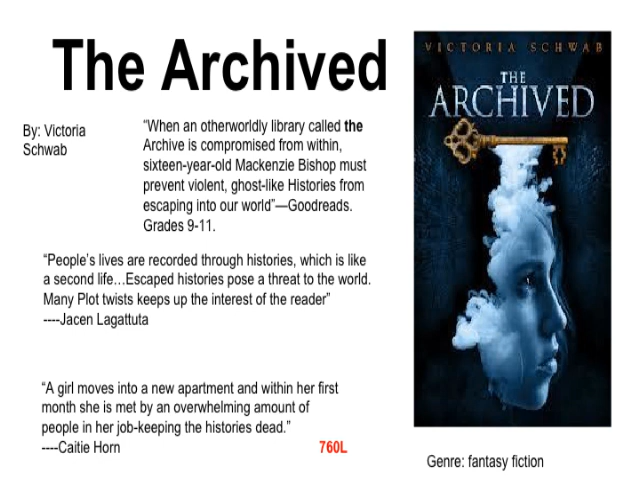 The Archived
By: Victoria
Schwab
“When an otherworldly library called the
Archive is compromised from within,
sixteen-year-old Mackenzie Bishop must
prevent violent, ghost-like Histories from
escaping into our world”—Goodreads.
Grades 9-11.
“People’s lives are recorded through histories, which is like
a second life…Escaped histories pose a threat to the world.
Many Plot twists keeps up the interest of the reader”
----Jacen Lagattuta
“A girl moves into a new apartment and within her first
month she is met by an overwhelming amount of
people in her job-keeping the histories dead.”
----Caitie Horn
760L
VICTORIA SCHWAB
THE
ARCHIVED
Genre: fantasy fiction